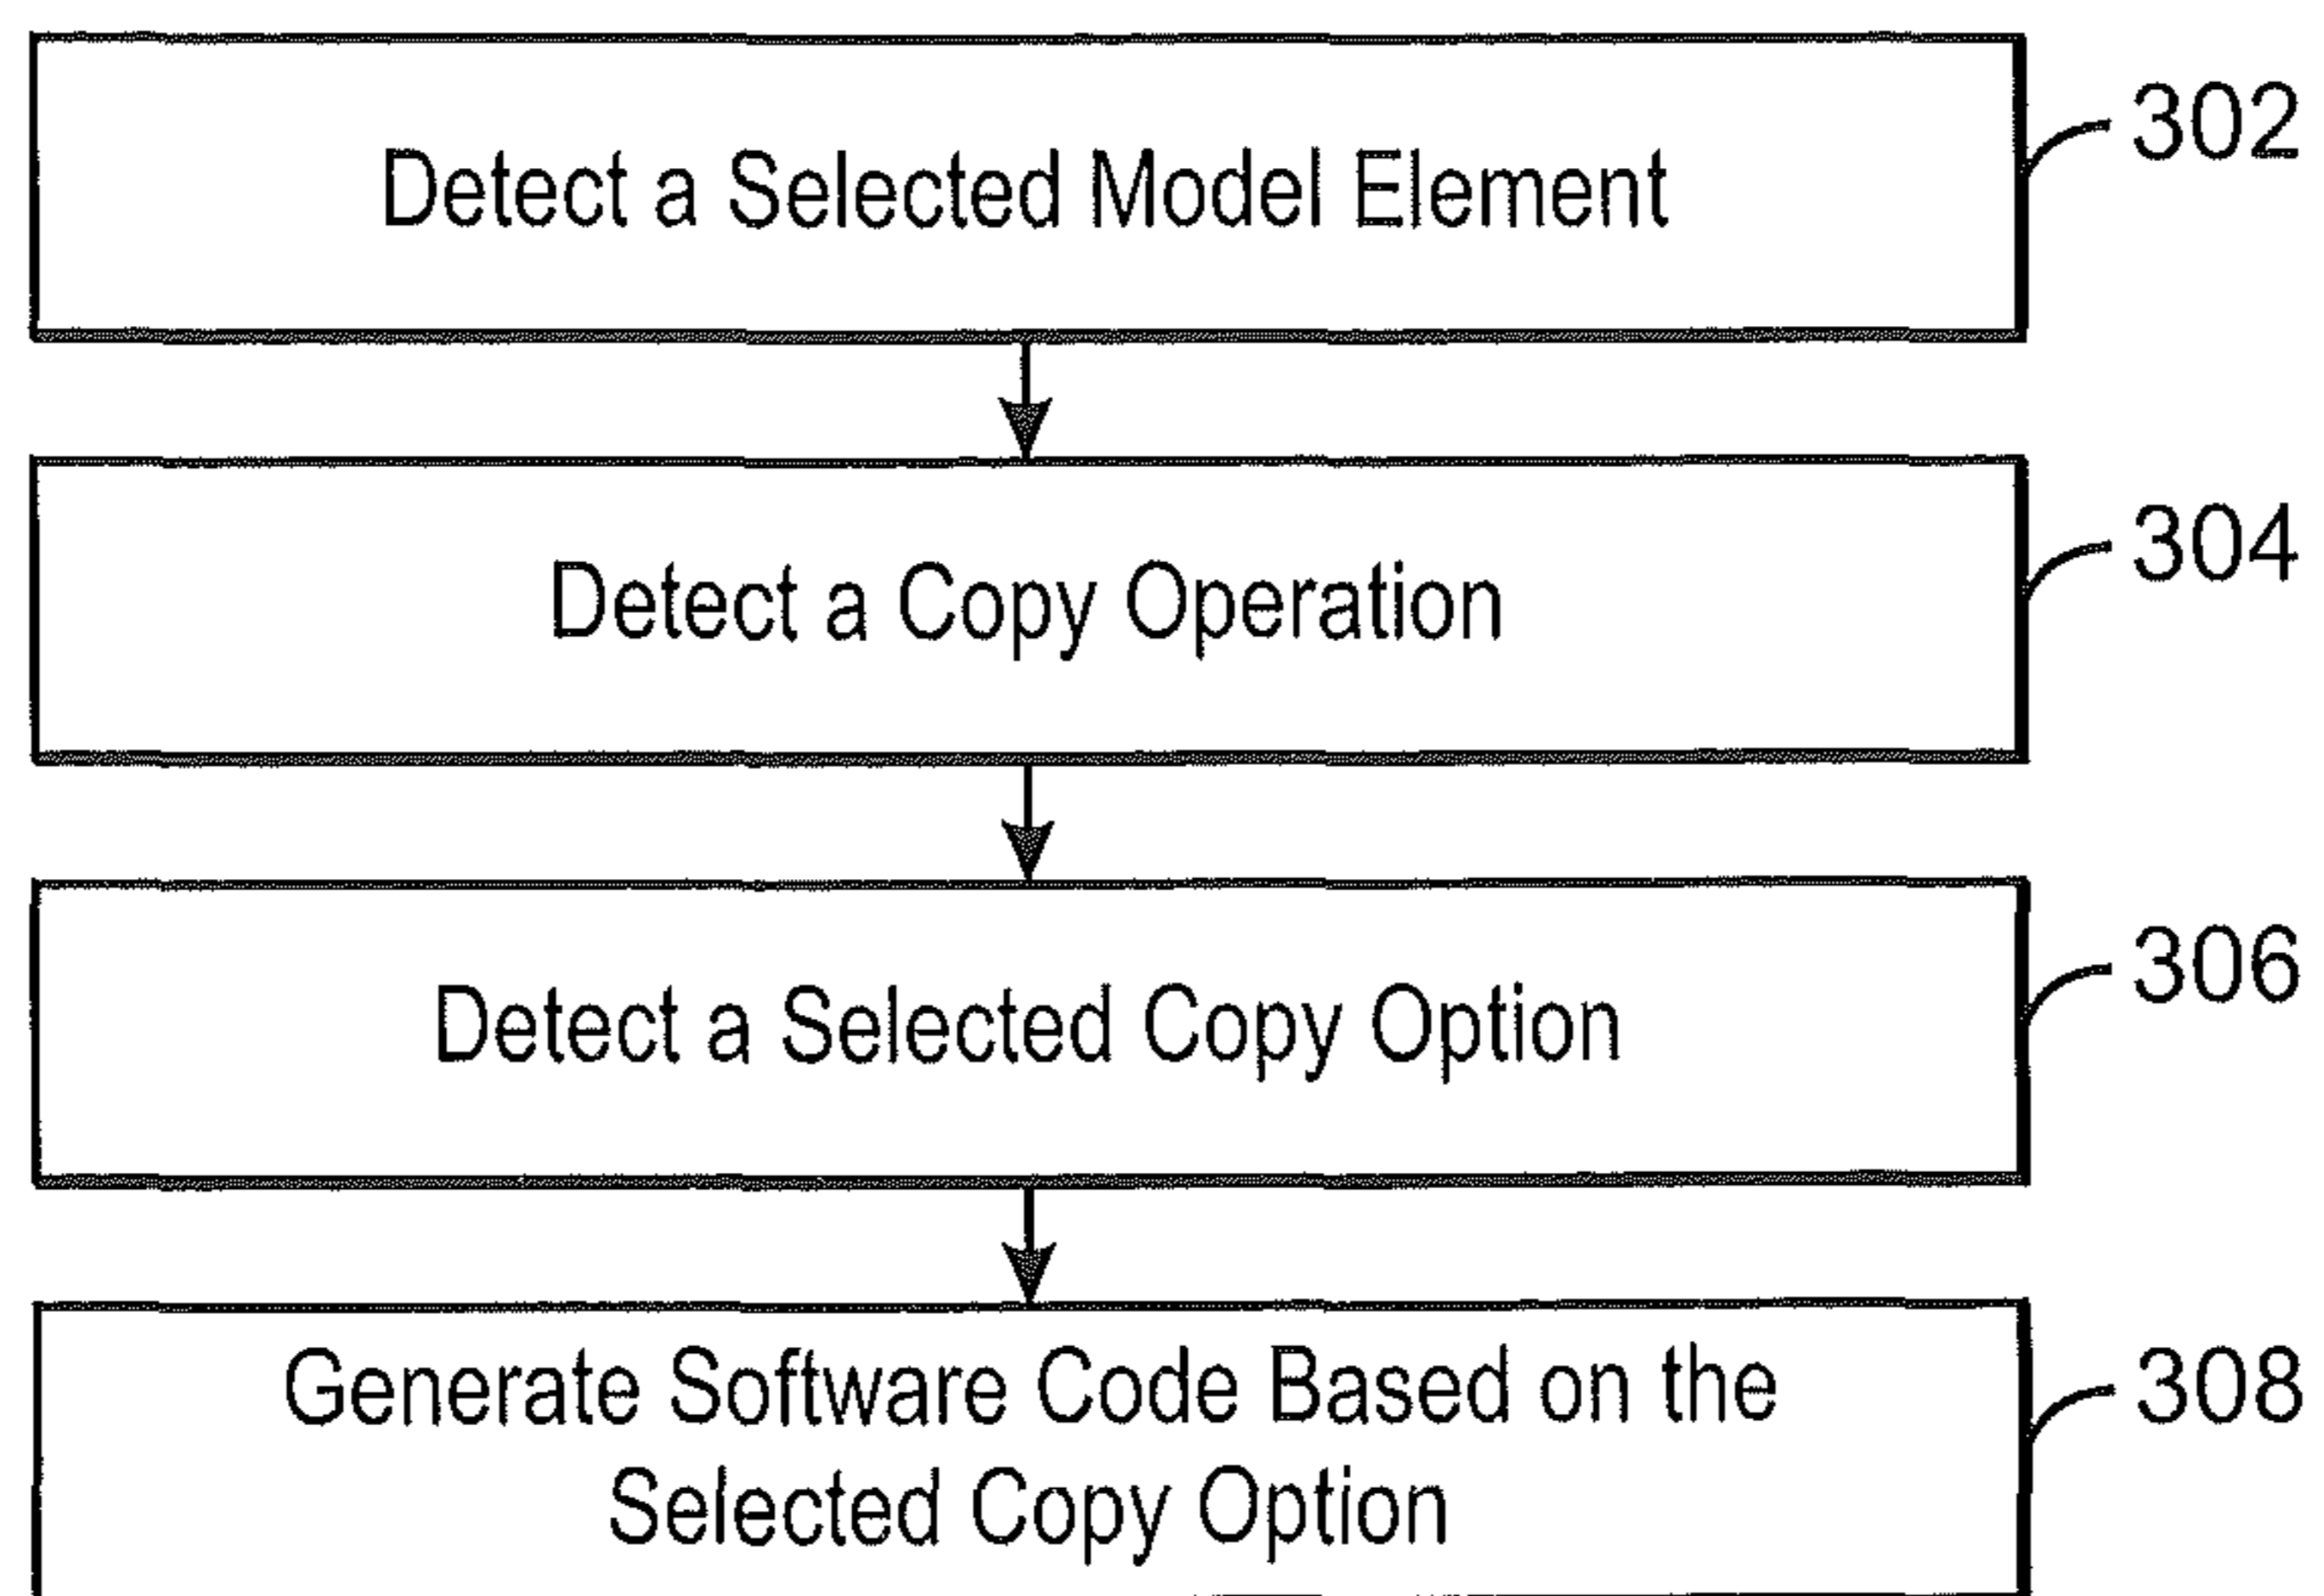 Detect a Selected Model Element
302
Detect a Copy Operation
304
Detect a Selected Copy Option
306
Generate Software Code Based on the
Selected Copy Option
308